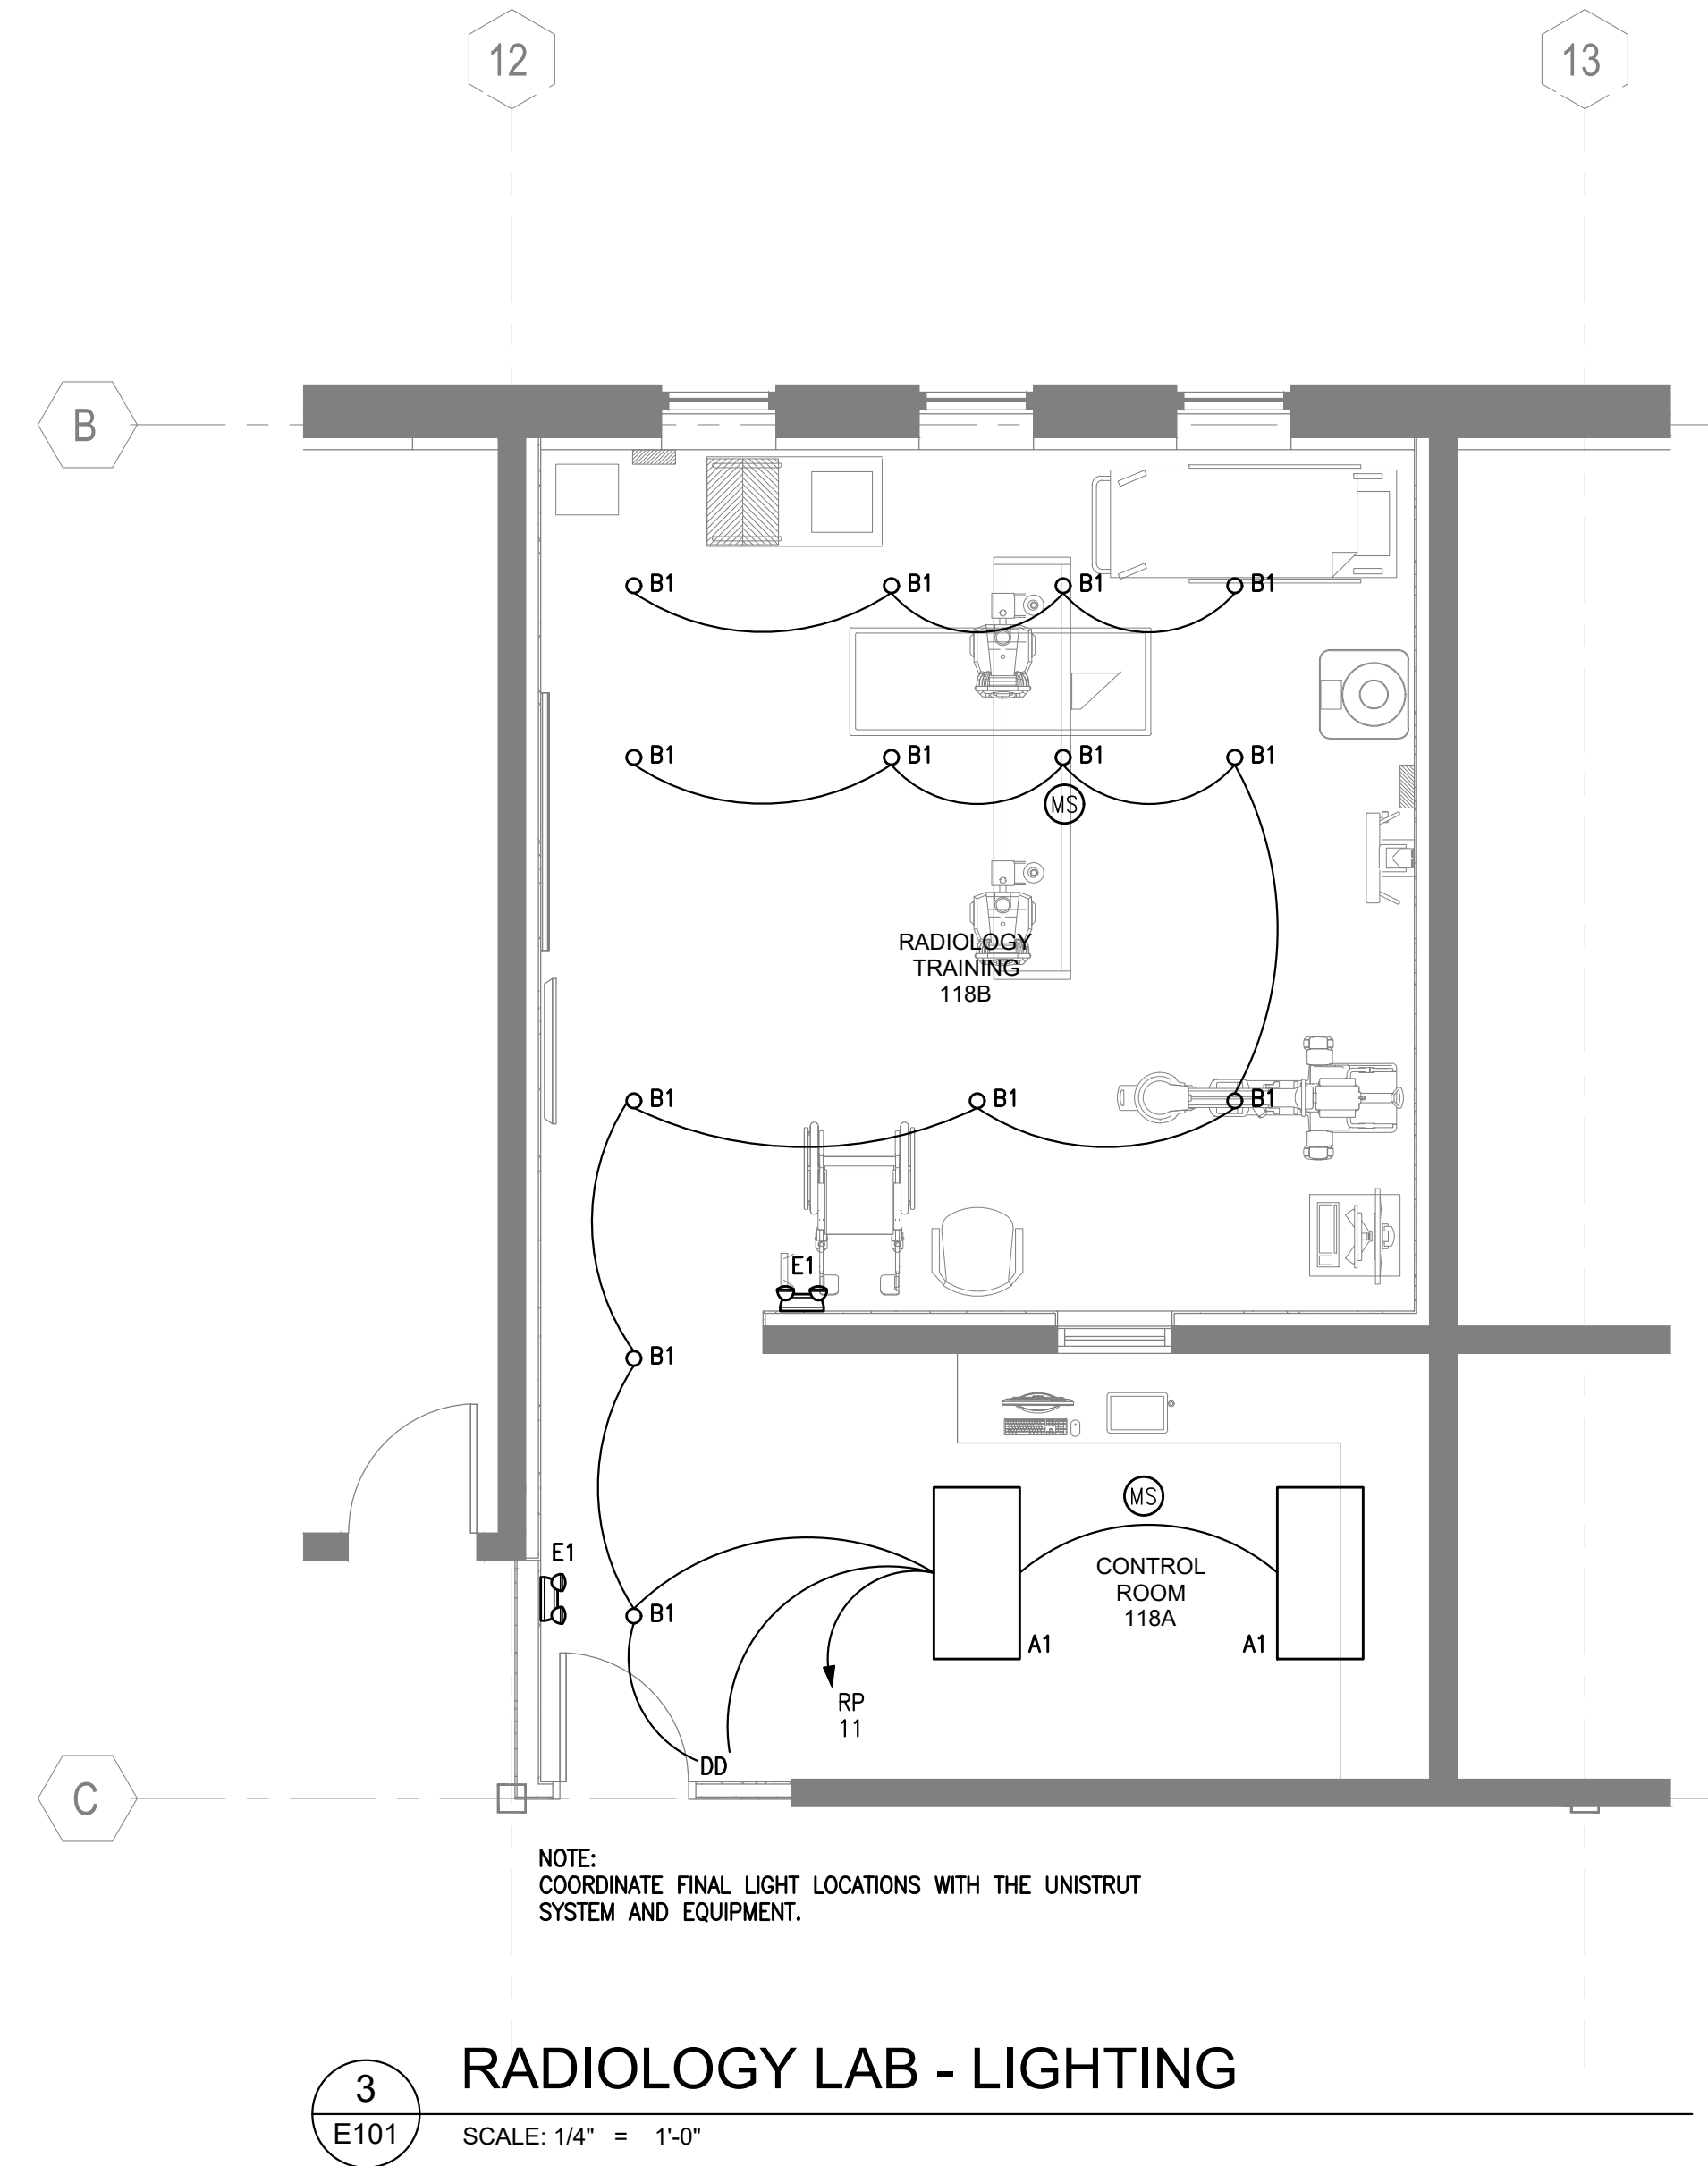 12
13
B
B1 B1 B1 B1
B1 B1 B1 B1
MS
RADIOLOGY
TRAINING
118B
B1 B1 B1
E1
B1
MS
E1
CONTROL
ROOM
118A
B1
A1 A1
RP
11
DD
C
NOTE:
COORDINATE FINAL LIGHT LOCATIONS WITH THE UNISTRUT
SYSTEM AND EQUIPMENT.
3
E101
RADIOLOGY LAB - LIGHTING
SCALE: 1/4" = 1'-0"